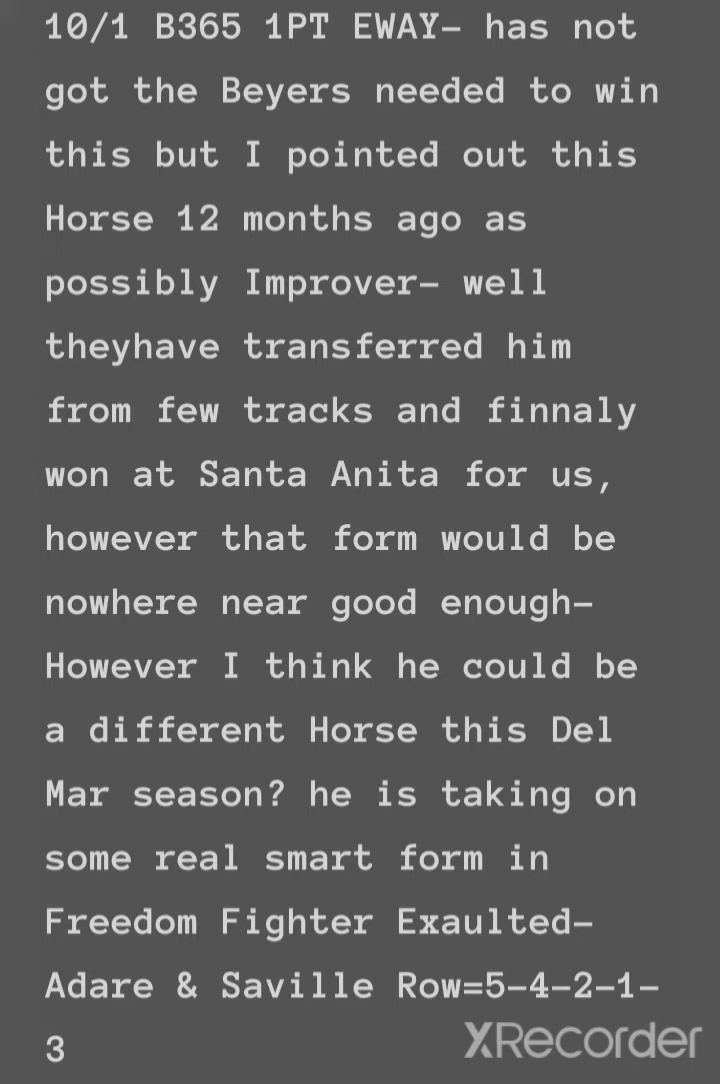 10/1 B365 1PT EWAY– has not
got the Beyers needed to win
this but I pointed out this
Horse 12 months ago as
possibly Improver– well
theyhave transferred him
from few tracks and finnaly
won at Santa Anita for us,
however that form would be
nowhere near good enough–
However I think he could be
a different Horse this Del
Mar season? he is taking on
some real smart form in
Freedom Fighter Exaulted–
Adare & Saville Row=5–4–2–1–
3
XRecorder